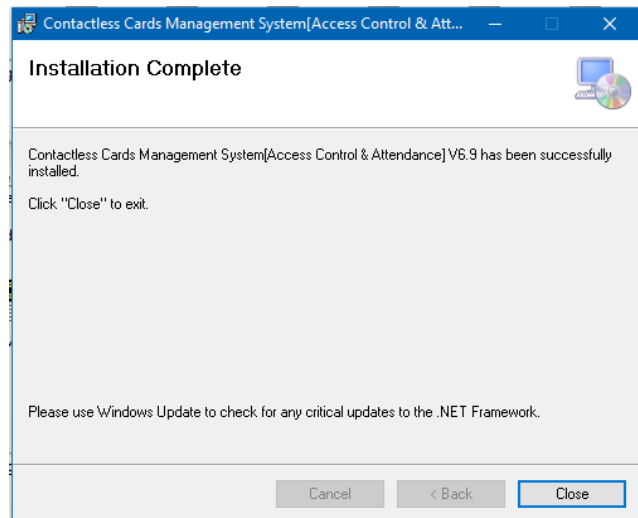 Contactless Cards Management System[Access Control & Att...
Installation Complete
Contactless Cards Management System[Access Control & Attendance] V6.9 has been successfully
installed.
Click "Close" to exit.
Please use Windows Update to check for any critical updates to the .NET Framework.
Cancel
< Back
Close